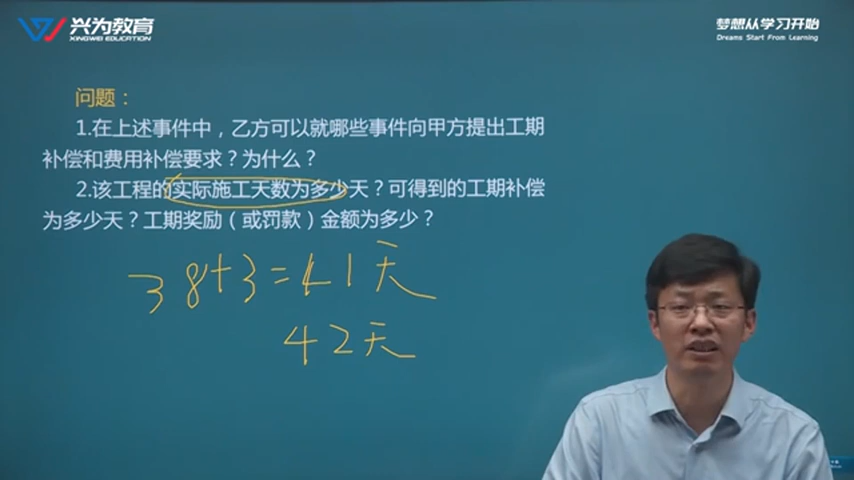 兴为教育
XINGWEI EDUCATION
梦想从学习开始
Dreams Start From Learning
问题：
1.在上述事件中，乙方可以就哪些事件向甲方提出工期
补偿和费用补偿要求？为什么？
2.该工程的实际施工天数为多少天？可得到的工期补偿
为多少天？工期奖励（或罚款）金额为多少？
38+3=41天
42天